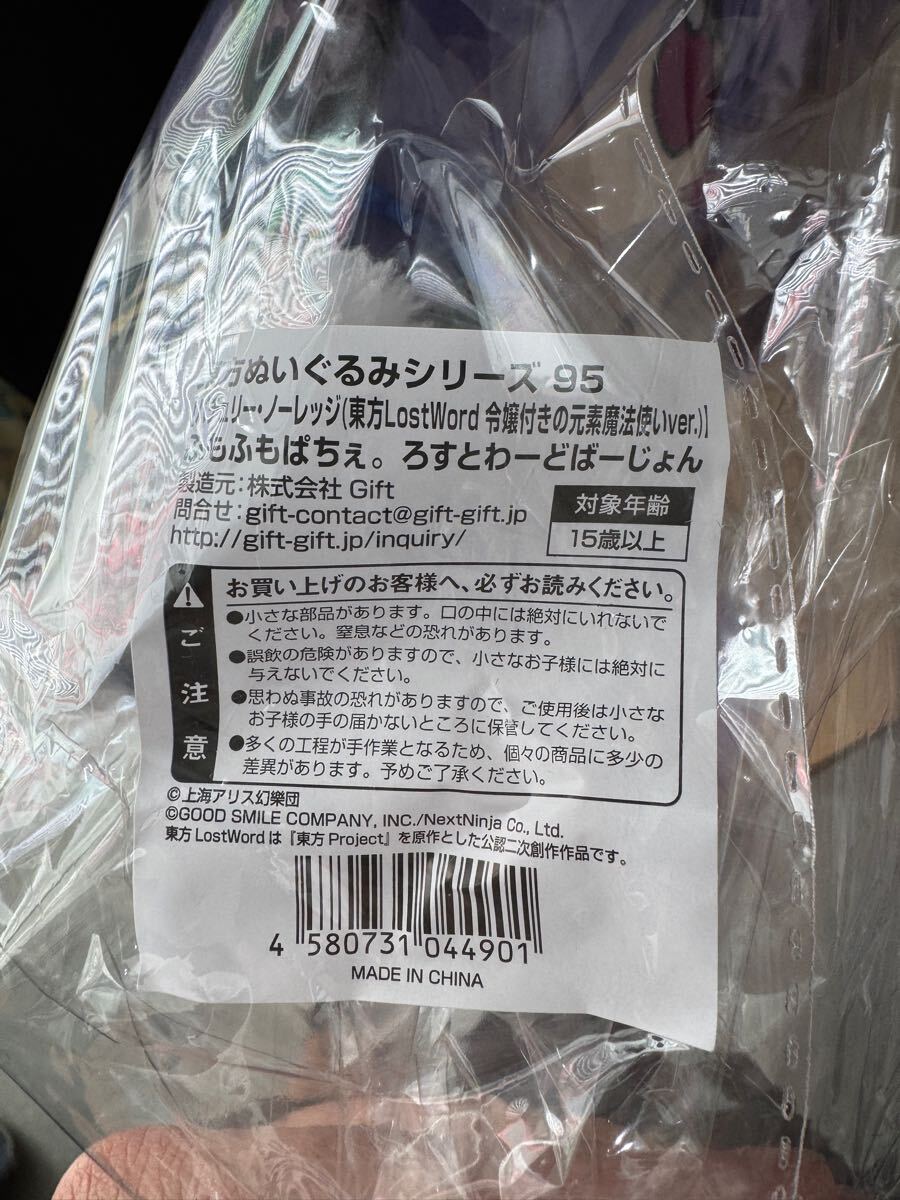 方ぬいぐるみシリーズ 95
ュリー・ノーレッジ(東方LostWord 令嬢付きの元素魔法使いver.)】
ふもふもぱちぇ。ろすとわーどばーじょん
製造元：株式会社 Gift
問合せ：gift-contact@gift-gift.jp
http://gift-gift.jp/inquiry/
対象年齢
15歳以上
ご注意
お買い上げのお客様へ、必ずお読みください。
●小さな部品があります。口の中には絶対にいれないで
ください。窒息などの恐れがあります。
●誤飲の危険がありますので、小さなお子様には絶対に
与えないでください。
●思わぬ事故の恐れがありますので、ご使用後は小さな
お子様の手の届かないところに保管してください。
●多くの工程が手作業となるため、個々の商品に多少の
差異があります。予めご了承ください。
©上海アリス幻樂団
©GOOD SMILE COMPANY, INC./NextNinja Co., Ltd.
東方 LostWord は『東方 Project』を原作とした公認二次創作作品です。
4 580731 044901
MADE IN CHINA